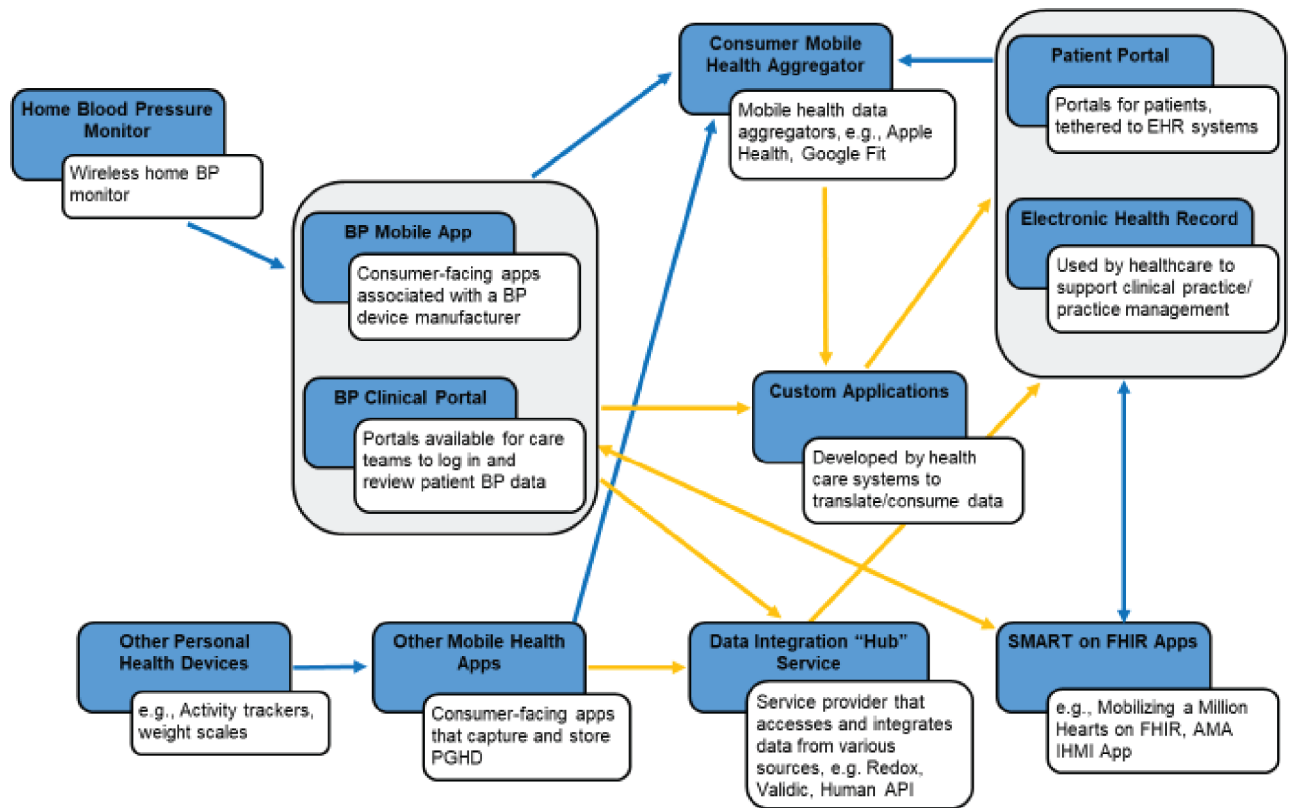 Consumer Mobile
Health Aggregator
Mobile health data
aggregators, e.g., Apple
Health, Google Fit
Patient Portal
Portals for patients,
tethered to EHR systems
Home Blood Pressure
Monitor
Wireless home BP
monitor
BP Mobile App
Consumer-facing apps
associated with a BP
device manufacturer
Electronic Health Record
Used by healthcare to
support clinical practice/
practice management
BP Clinical Portal
Portals available for care
teams to log in and
review patient BP data
Custom Applications
Developed by health
care systems to
translate/consume data
Other Personal
Health Devices
e.g., Activity trackers,
weight scales
Other Mobile Health
Apps
Consumer-facing apps
that capture and store
PGHD
Data Integration “Hub”
Service
Service provider that
accesses and integrates
data from various
sources, e.g. Redox,
Validic, Human API
SMART on FHIR Apps
e.g., Mobilizing a Million
Hearts on FHIR, AMA
IHMI App